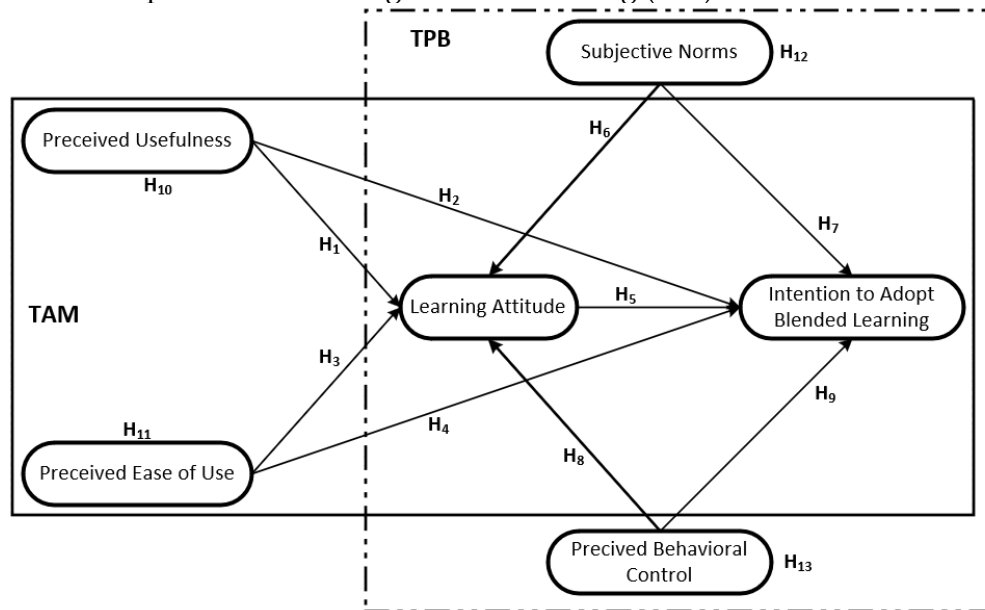 TPB
Subjective Norms
H12
Preceived Usefulness
H10
H6
H2
H7
H1
TAM
Learning Attitude
H5
Intention to Adopt
Blended Learning
H3
H9
H11
H4
Preceived Ease of Use
H8
Precived Behavioral
Control
H13